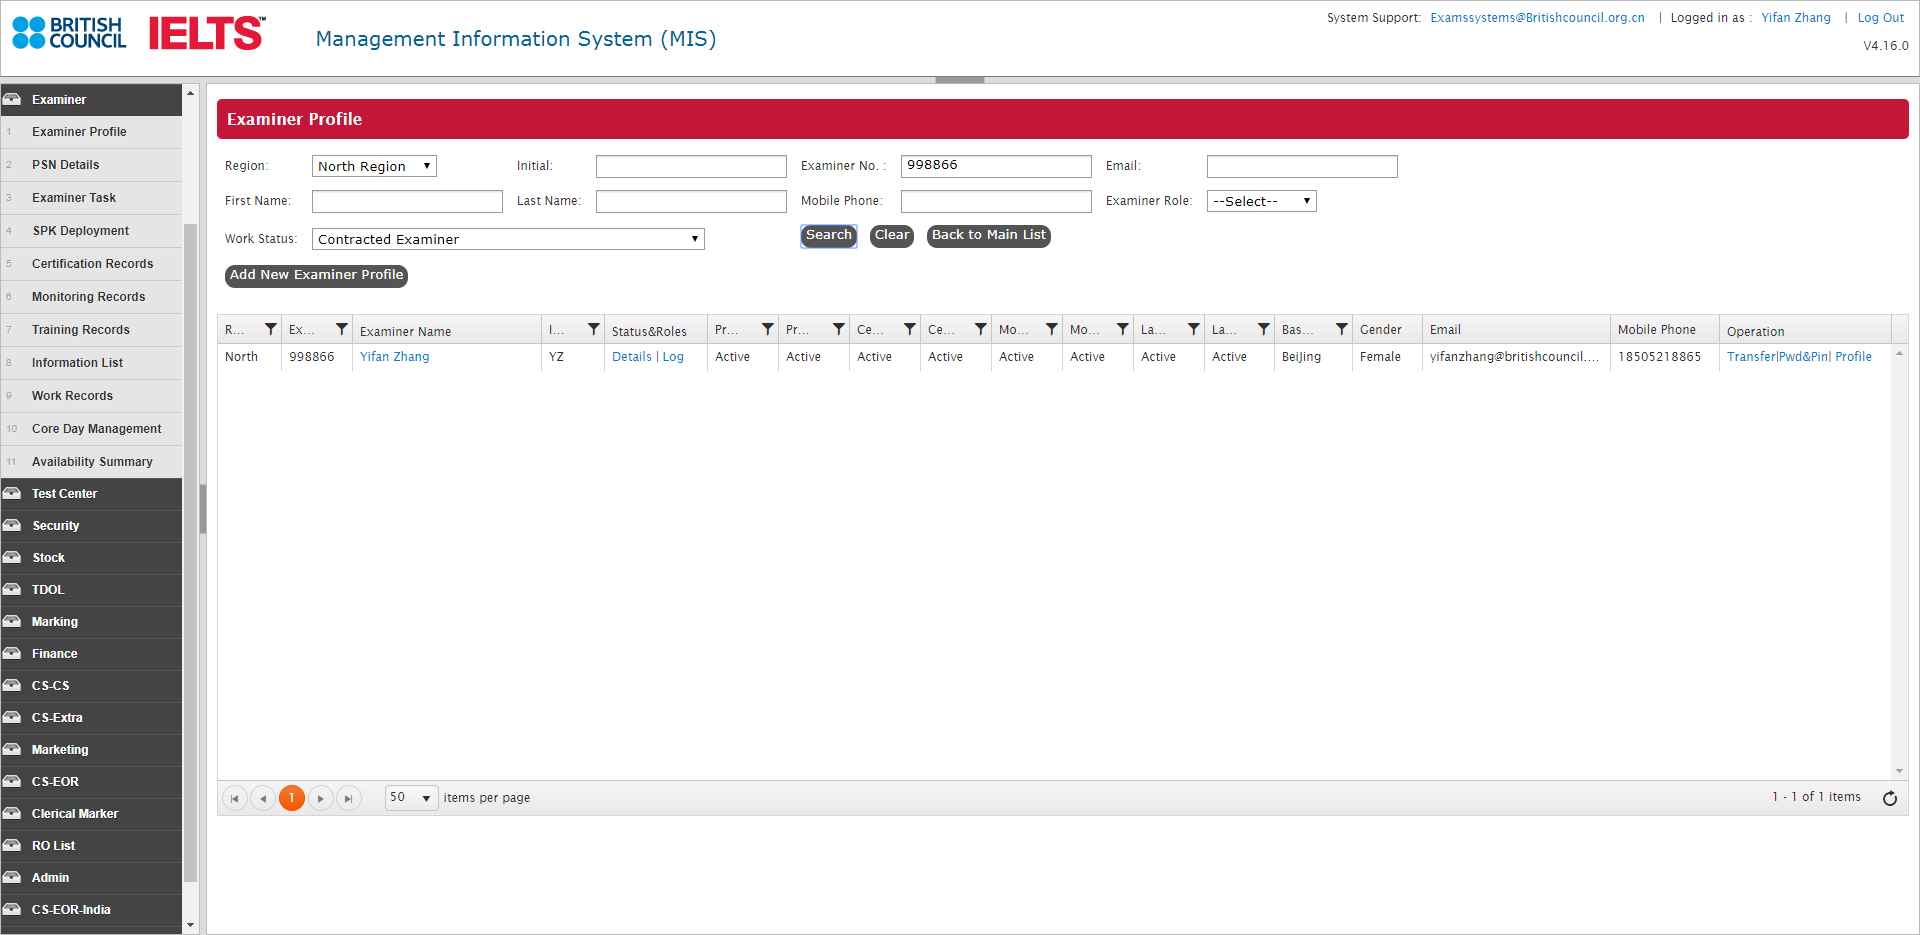 BRITISH COUNCIL IELTS™ Management Information System (MIS)
System Support: Examssystems@Britishcouncil.org.cn | Logged in as : Yifan Zhang | Log Out
V4.16.0
Examiner
1 Examiner Profile
2 PSN Details
3 Examiner Task
4 SPK Deployment
5 Certification Records
6 Monitoring Records
7 Training Records
8 Information List
9 Work Records
10 Core Day Management
11 Availability Summary
Test Center
Security
Stock
TDOL
Marking
Finance
CS-CS
CS-Extra
Marketing
CS-EOR
Clerical Marker
RO List
Admin
CS-EOR-India
Examiner Profile
Region: North Region Initial: Examiner No. : 998866 Email:
First Name: Last Name: Mobile Phone: Examiner Role: --Select--
Work Status: Contracted Examiner Search Clear Back to Main List
Add New Examiner Profile
R... Ex... Examiner Name I... Status&Roles Pr... Pr... Ce... Ce... Mo... Mo... La... La... Bas... Gender Email Mobile Phone Operation
North 998866 Yifan Zhang YZ Details | Log Active Active Active Active Active Active Active Active BeiJing Female yifanzhang@britishcouncil.... 18505218865 Transfer|Pwd&Pin| Profile
1 50 items per page 1 - 1 of 1 items